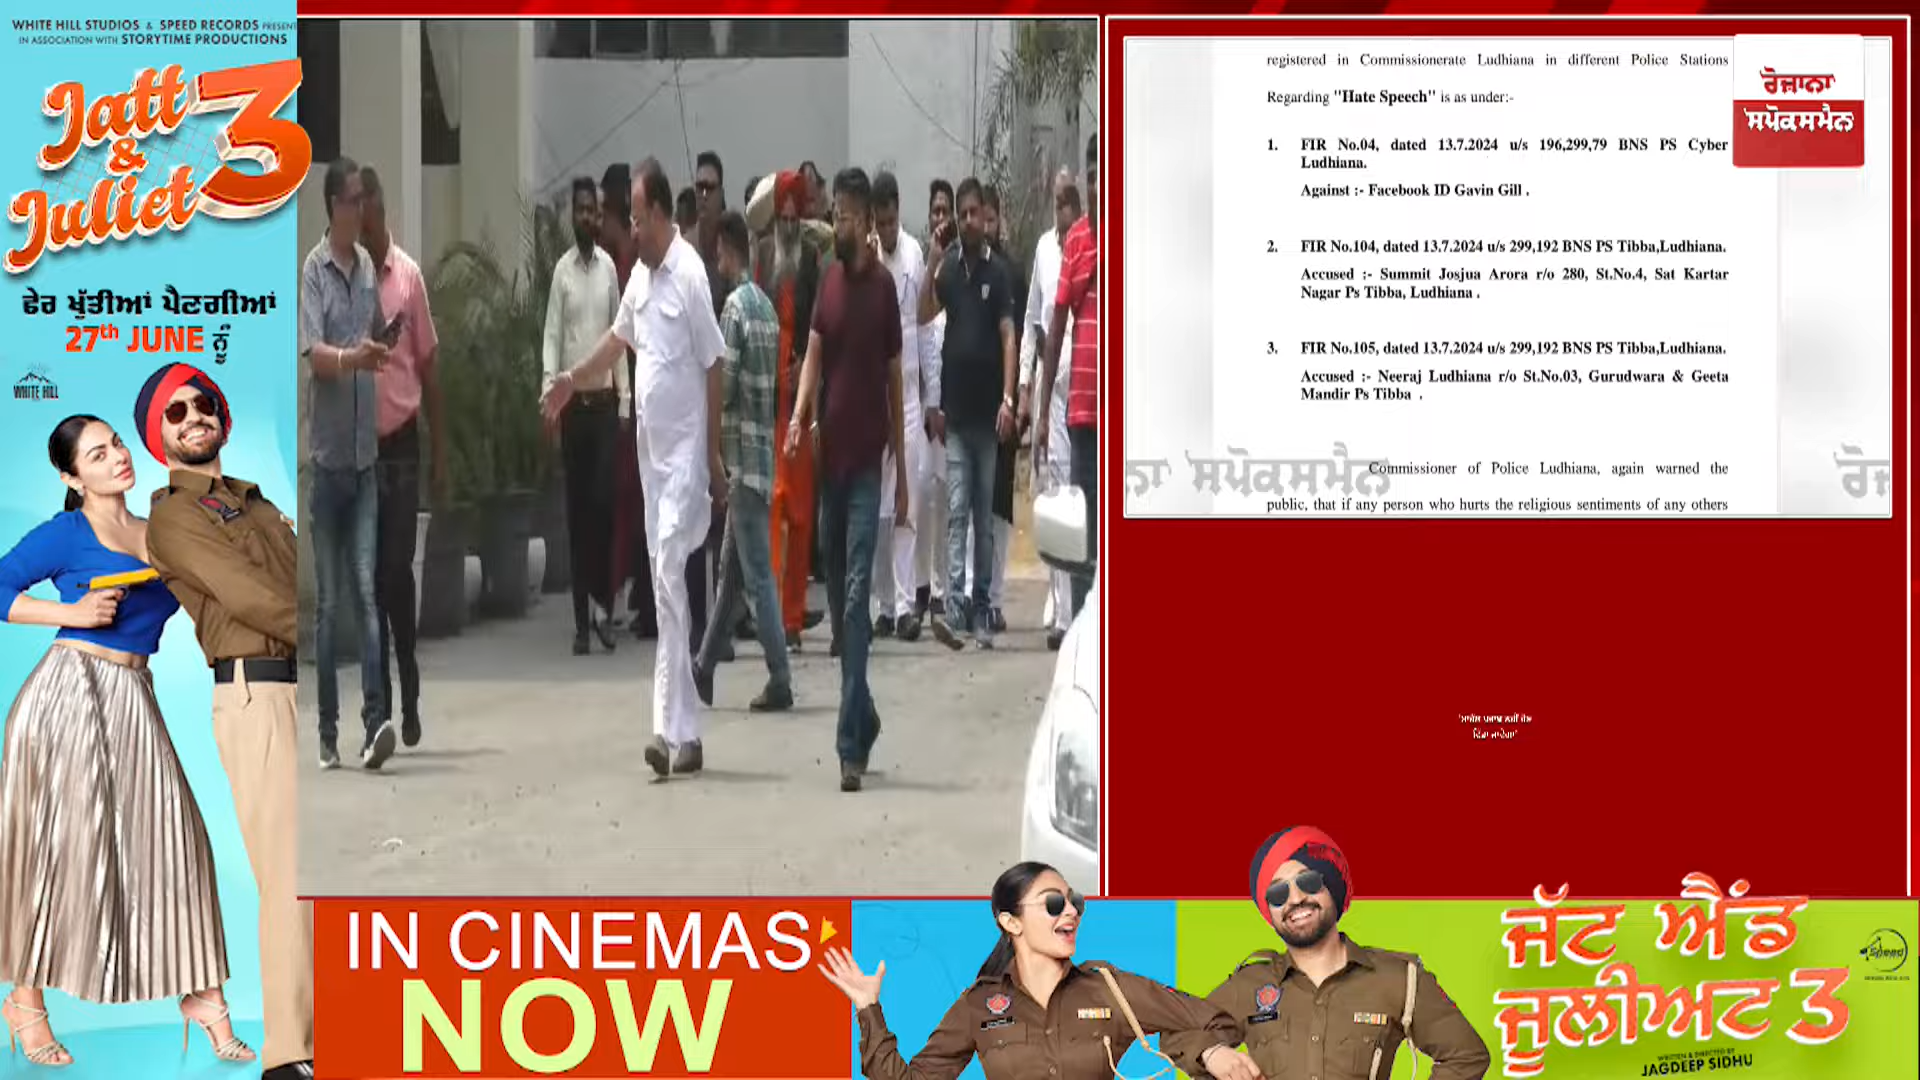 WHITE HILL STUDIOS & SPEED RECORDS PRESENT
IN ASSOCIATION WITH STORYTIME PRODUCTIONS
Jatt
&
Juliet 3
ਫੇਰ ਖੁੱਤੀਆਂ ਪੈਣਗੀਆਂ
27th JUNE ਨੂੰ
WHITE HILL
registered in Commissionerate Ludhiana in different Police Stations
Regarding "Hate Speech" is as under:-
1. FIR No.04, dated 13.7.2024 u/s 196,299,79 BNS PS Cyber
Ludhiana.
Against :- Facebook ID Gavin Gill .
2. FIR No.104, dated 13.7.2024 u/s 299,192 BNS PS Tibba,Ludhiana.
Accused :- Summit Josjua Arora r/o 280, St.No.4, Sat Kartar
Nagar Ps Tibba, Ludhiana .
3. FIR No.105, dated 13.7.2024 u/s 299,192 BNS PS Tibba,Ludhiana.
Accused :- Neeraj Ludhiana r/o St.No.03, Gurudwara & Geeta
Mandir Ps Tibba .
Commissioner of Police Ludhiana, again warned the
public, that if any person who hurts the religious sentiments of any others
ਰੋਜ਼ਾਨਾ
ਸਪੋਕਸਮੈਨ
ਸਪੋਕਸਮੈਨ
IN CINEMAS
NOW
ਜੱਟ ਐਂਡ
ਜੂਲੀਅਟ 3
Speed
WRITTEN & DIRECTED BY
JAGDEEP SIDHU